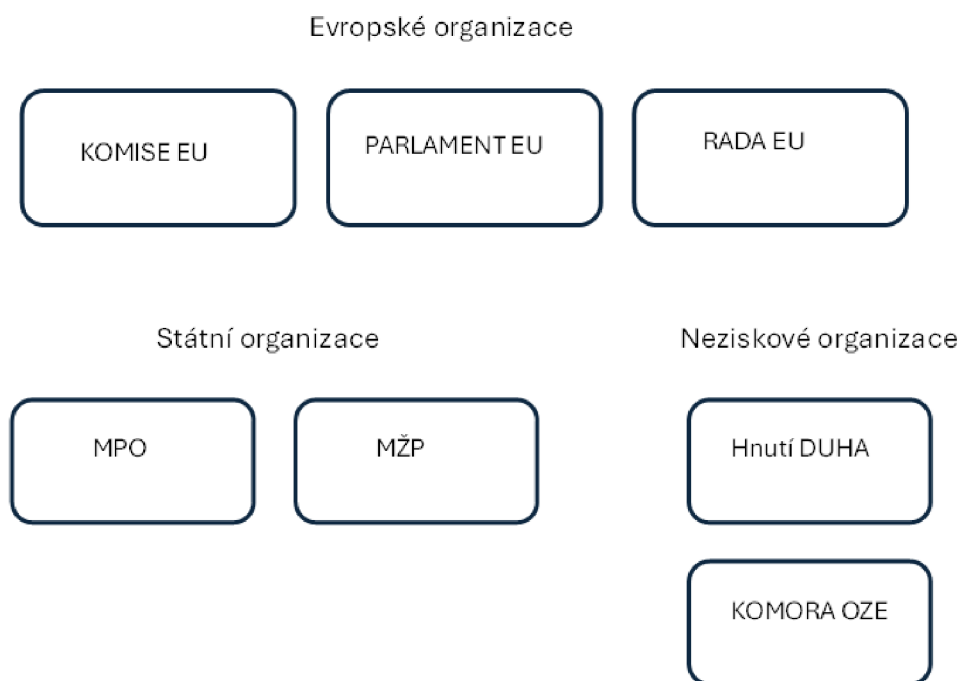 Evropské organizace
KOMISE EU
PARLAMENT EU
RADA EU
Státní organizace
MPO
MŽP
Neziskové organizace
Hnutí DUHA
KOMORA OZE